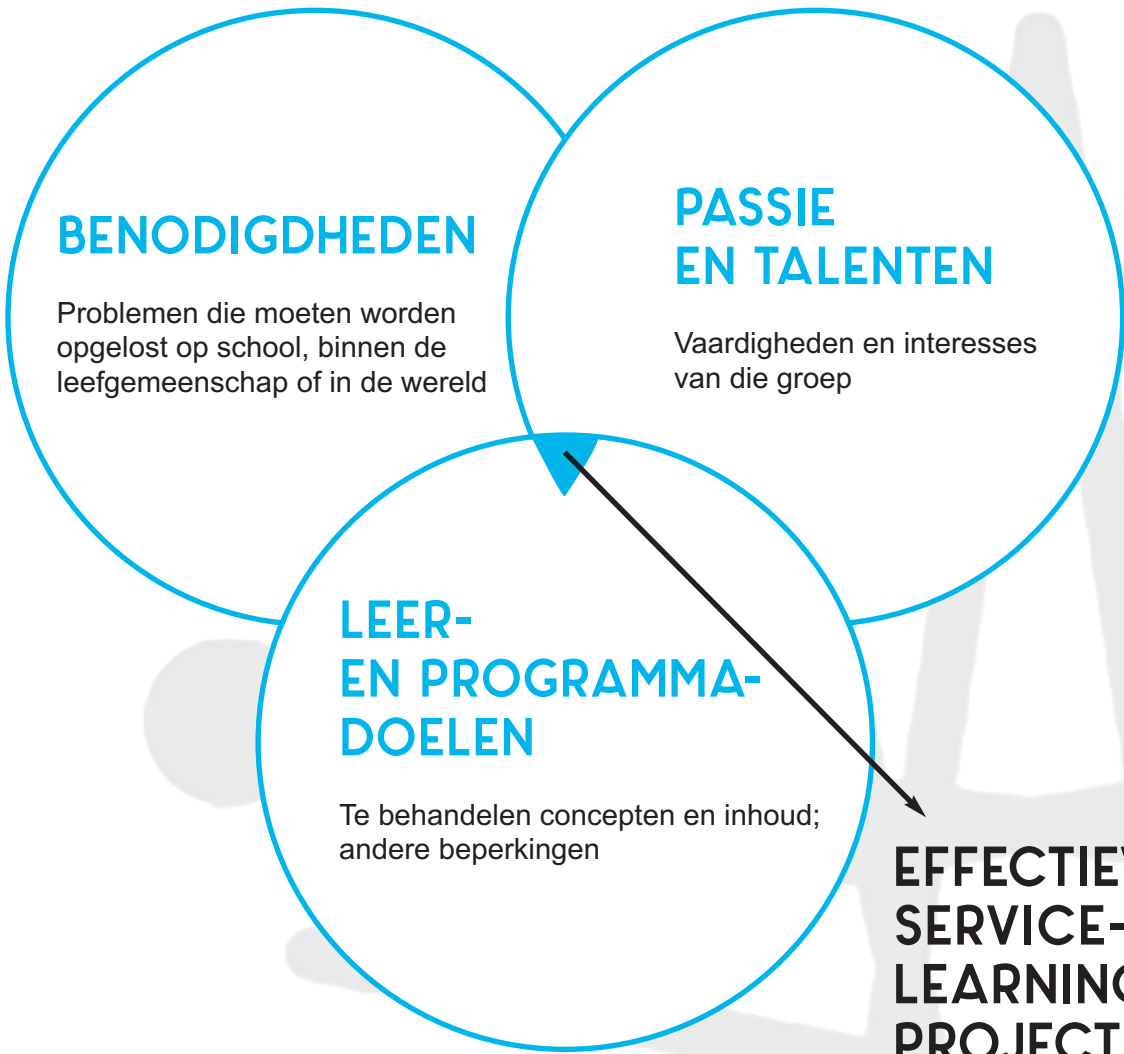 BENODIGDHEDEN
Problemen die moeten worden
opgelost op school, binnen de
leefgemeenschap of in de wereld
PASSIE
EN TALENTEN
Vaardigheden en interesses
van die groep
LEER-
EN PROGRAMMA-
DOELEN
Te behandelen concepten en inhoud;
andere beperkingen
SERVICE-
LEARNING
PROJECT